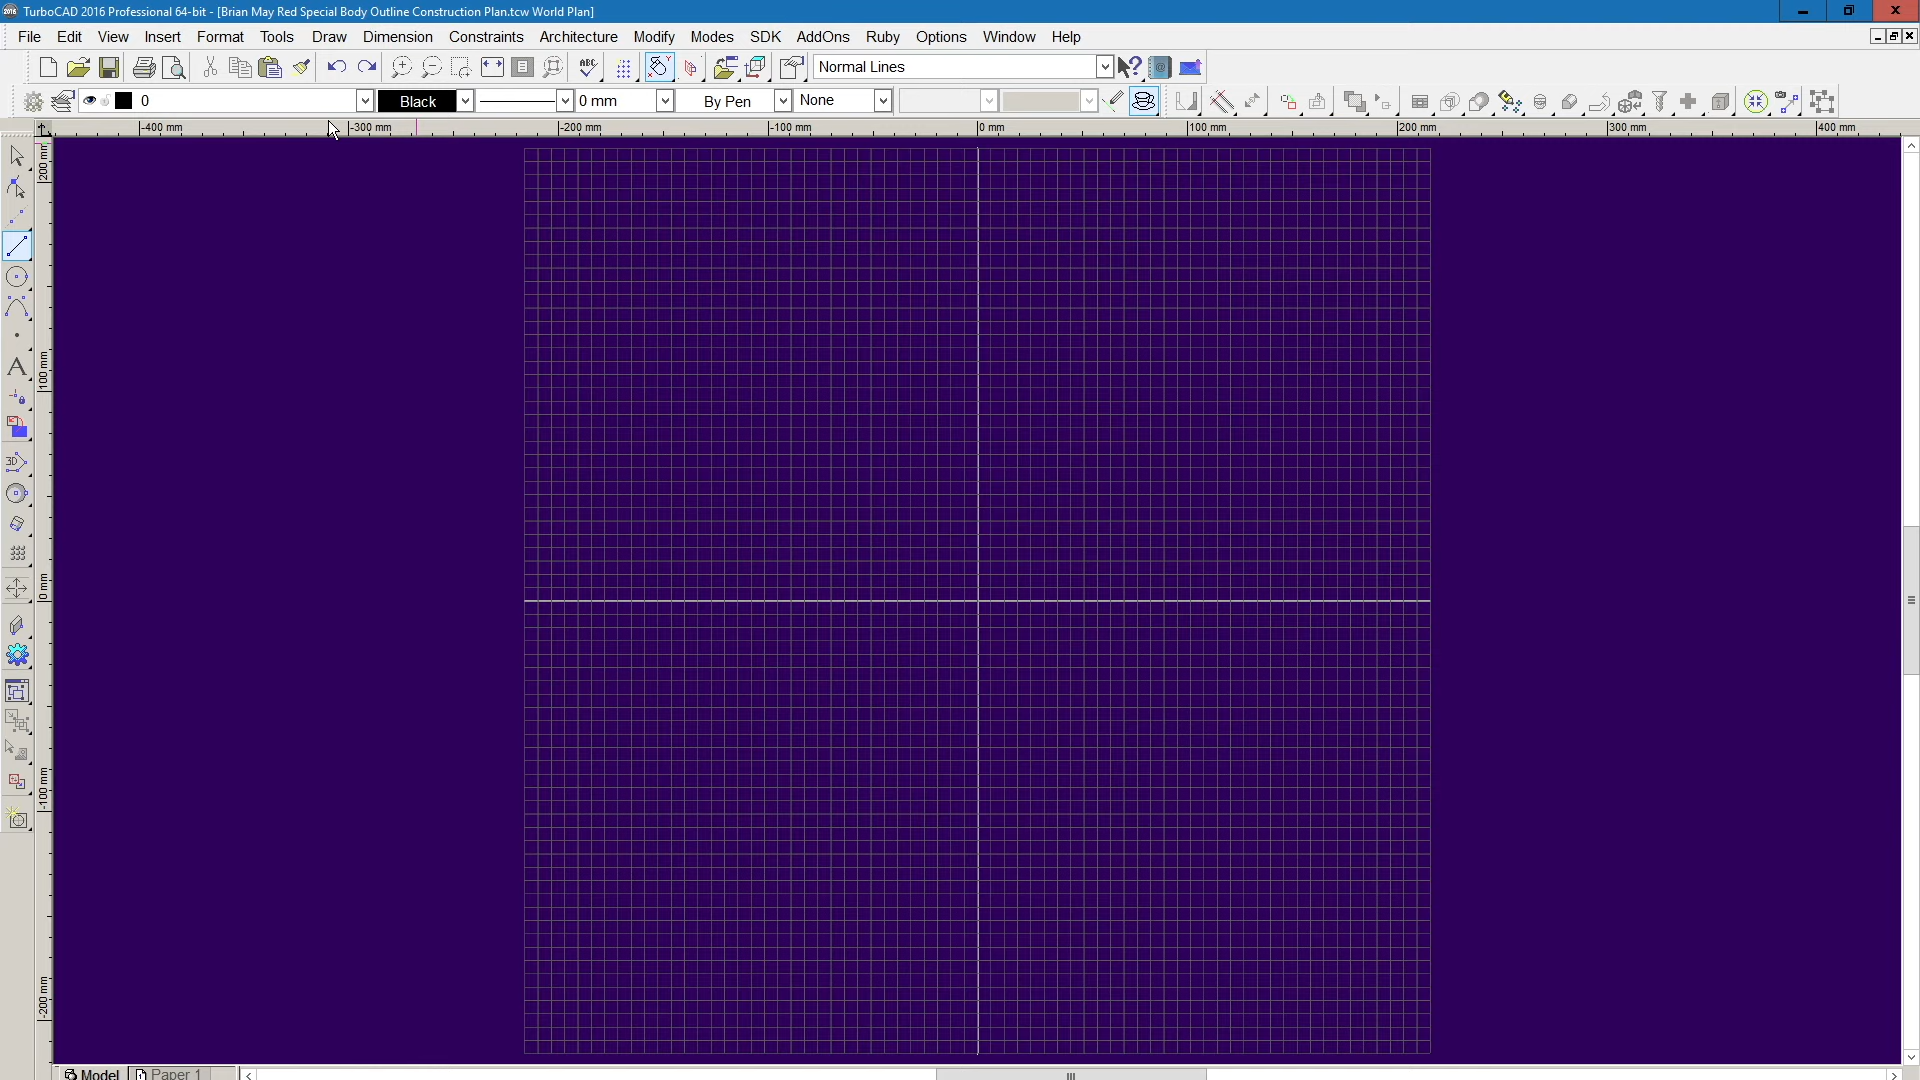 2016 TurboCAD 2016 Professional 64-bit - [Brian May Red Special Body Outline Construction Plan.tcw World Plan]
File Edit View Insert Format Tools Draw Dimension Constraints Architecture Modify Modes SDK AddOns Ruby Options Window Help
ABC Normal Lines
0 Black 0 mm By Pen None
-400 mm -300 mm -200 mm -100 mm 0 mm 100 mm 200 mm 300 mm 400 mm
200 mm
100 mm
A
3D
0 mm
-100 mm
-200 mm
Model Paper 1